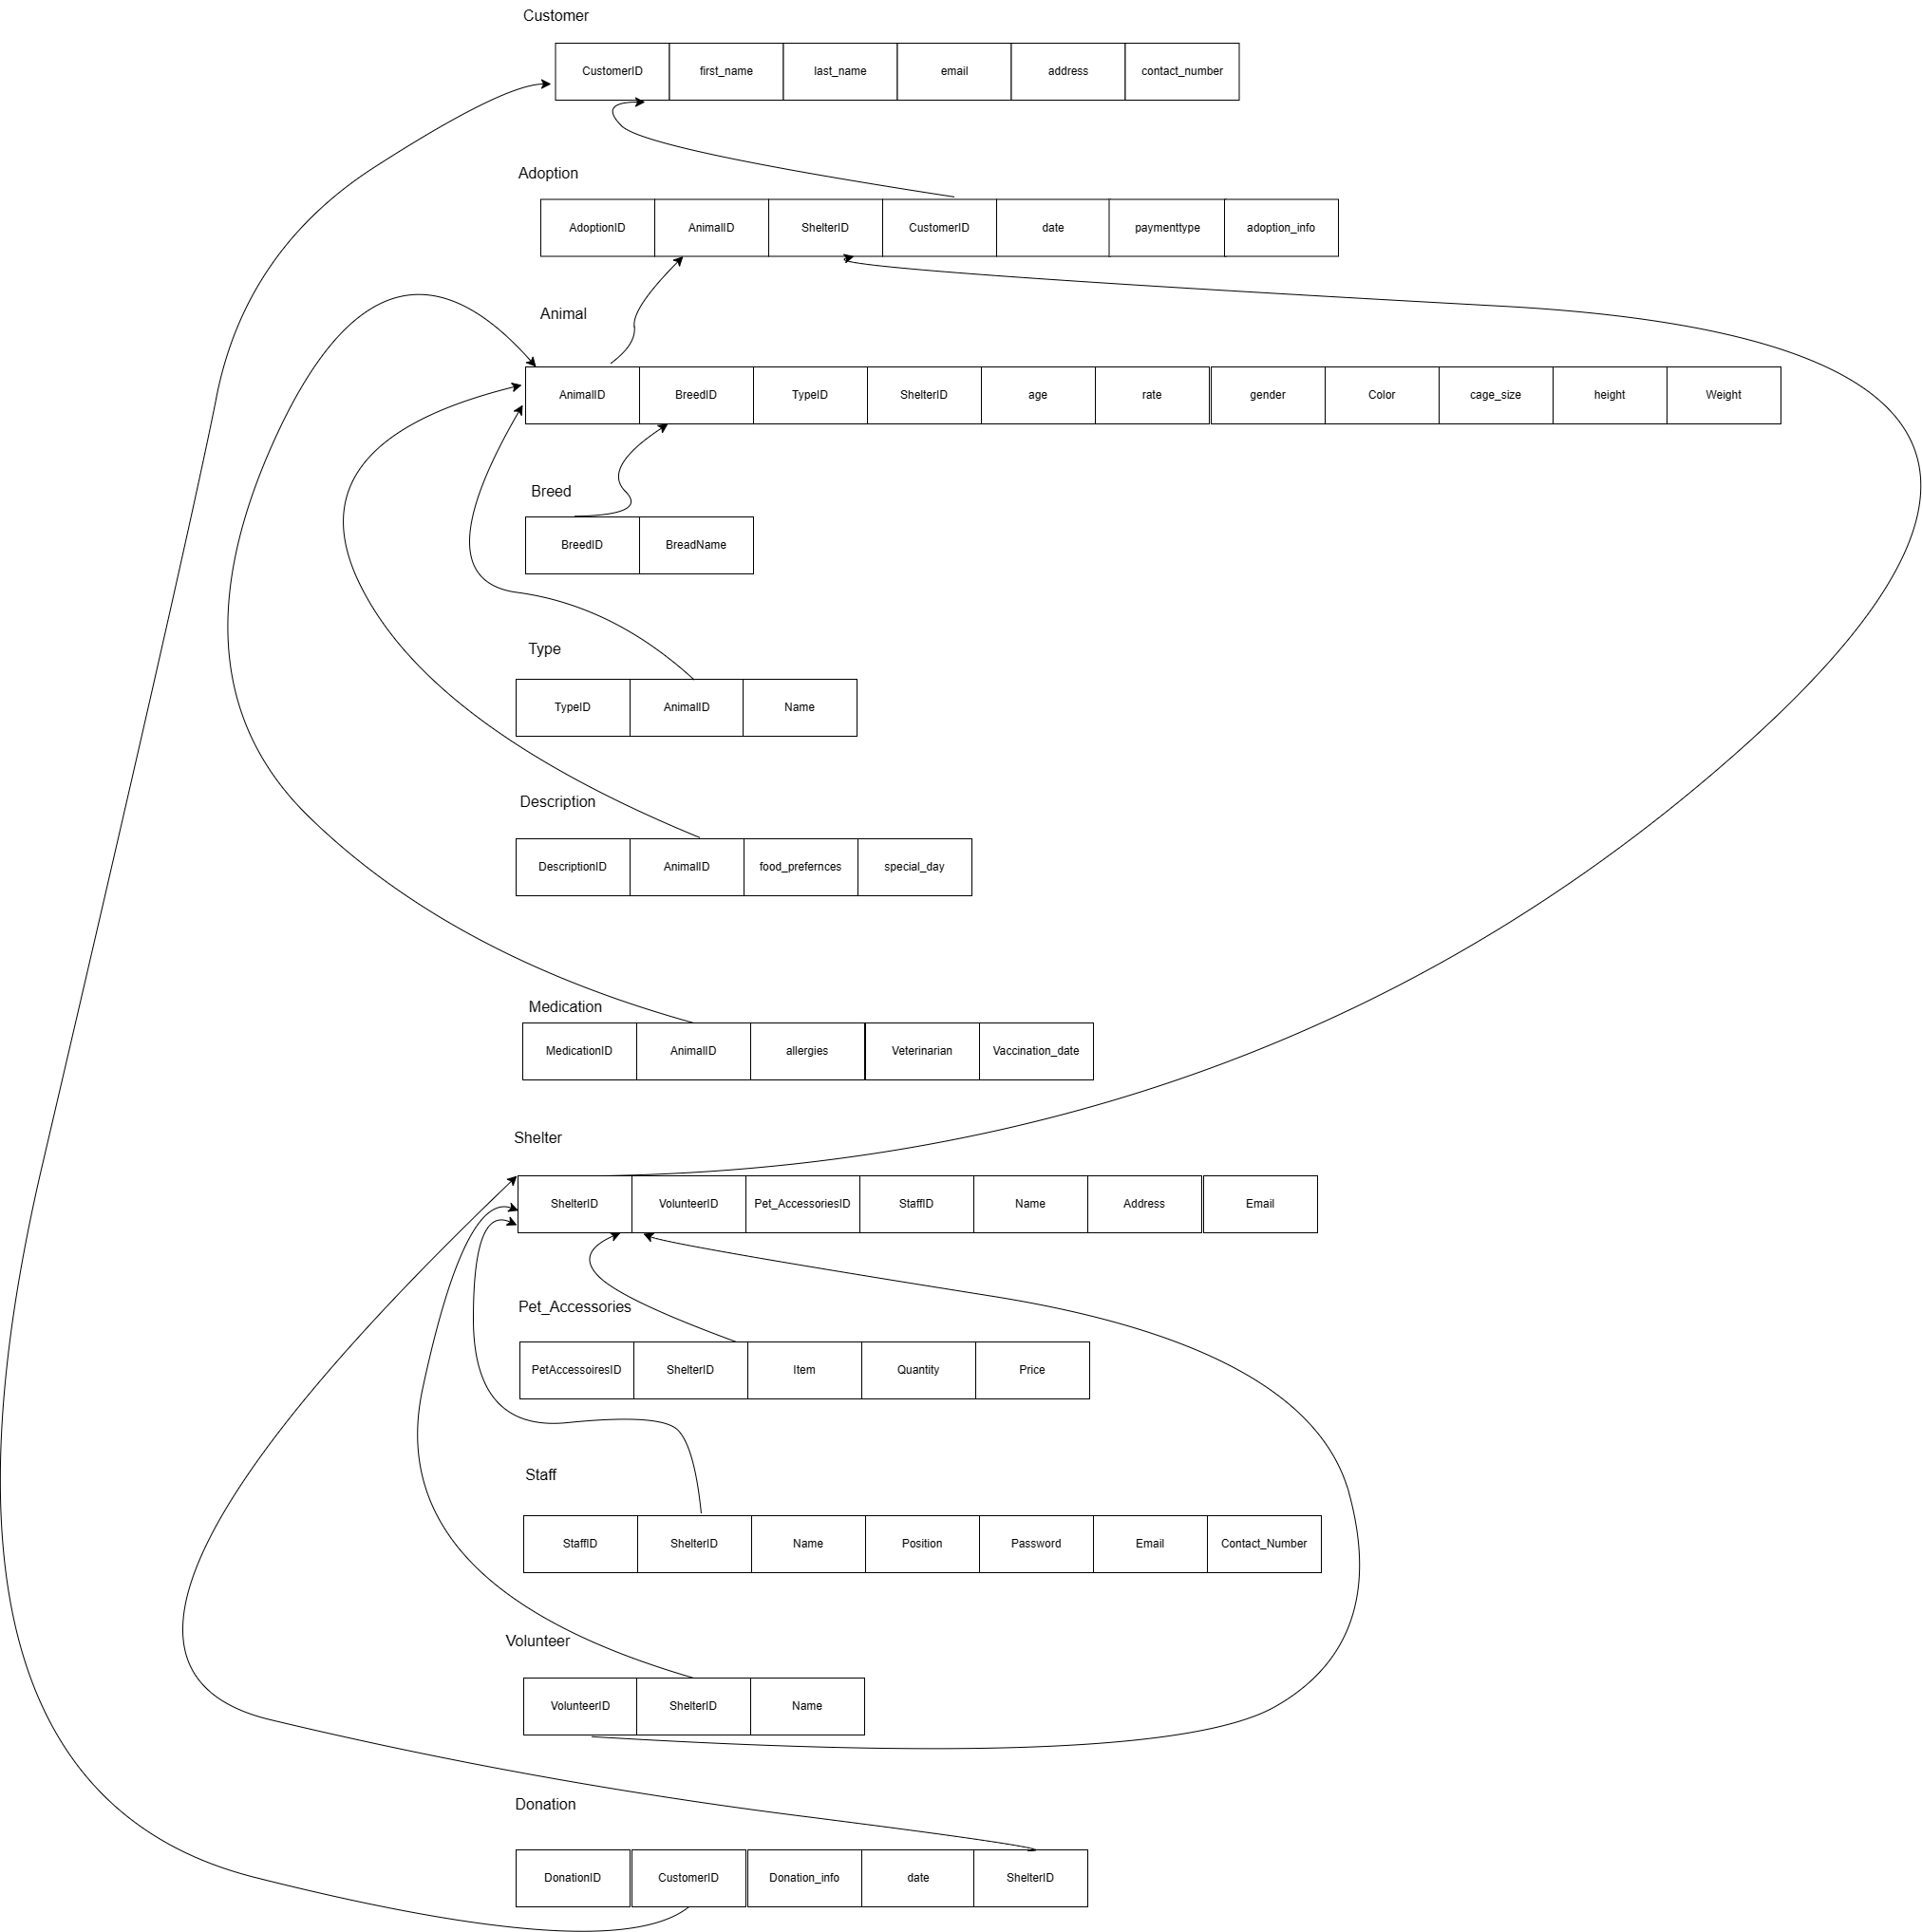 Customer
CustomerID first_name last_name email address contact_number
Adoption
AdoptionID AnimalID ShelterID CustomerID date paymenttype adoption_info
Animal
AnimalID BreedID TypeID ShelterID age rate gender Color cage_size height Weight
Breed
BreedID BreadName
Type
TypeID AnimalID Name
Description
DescriptionID AnimalID food_prefernces special_day
Medication
MedicationID AnimalID allergies Veterinarian Vaccination_date
Shelter
ShelterID VolunteerID Pet_AccessoriesID StaffID Name Address Email
Pet_Accessories
PetAccessoiresID ShelterID Item Quantity Price
Staff
StaffID ShelterID Name Position Password Email Contact_Number
Volunteer
VolunteerID ShelterID Name
Donation
DonationID CustomerID Donation_info date ShelterID